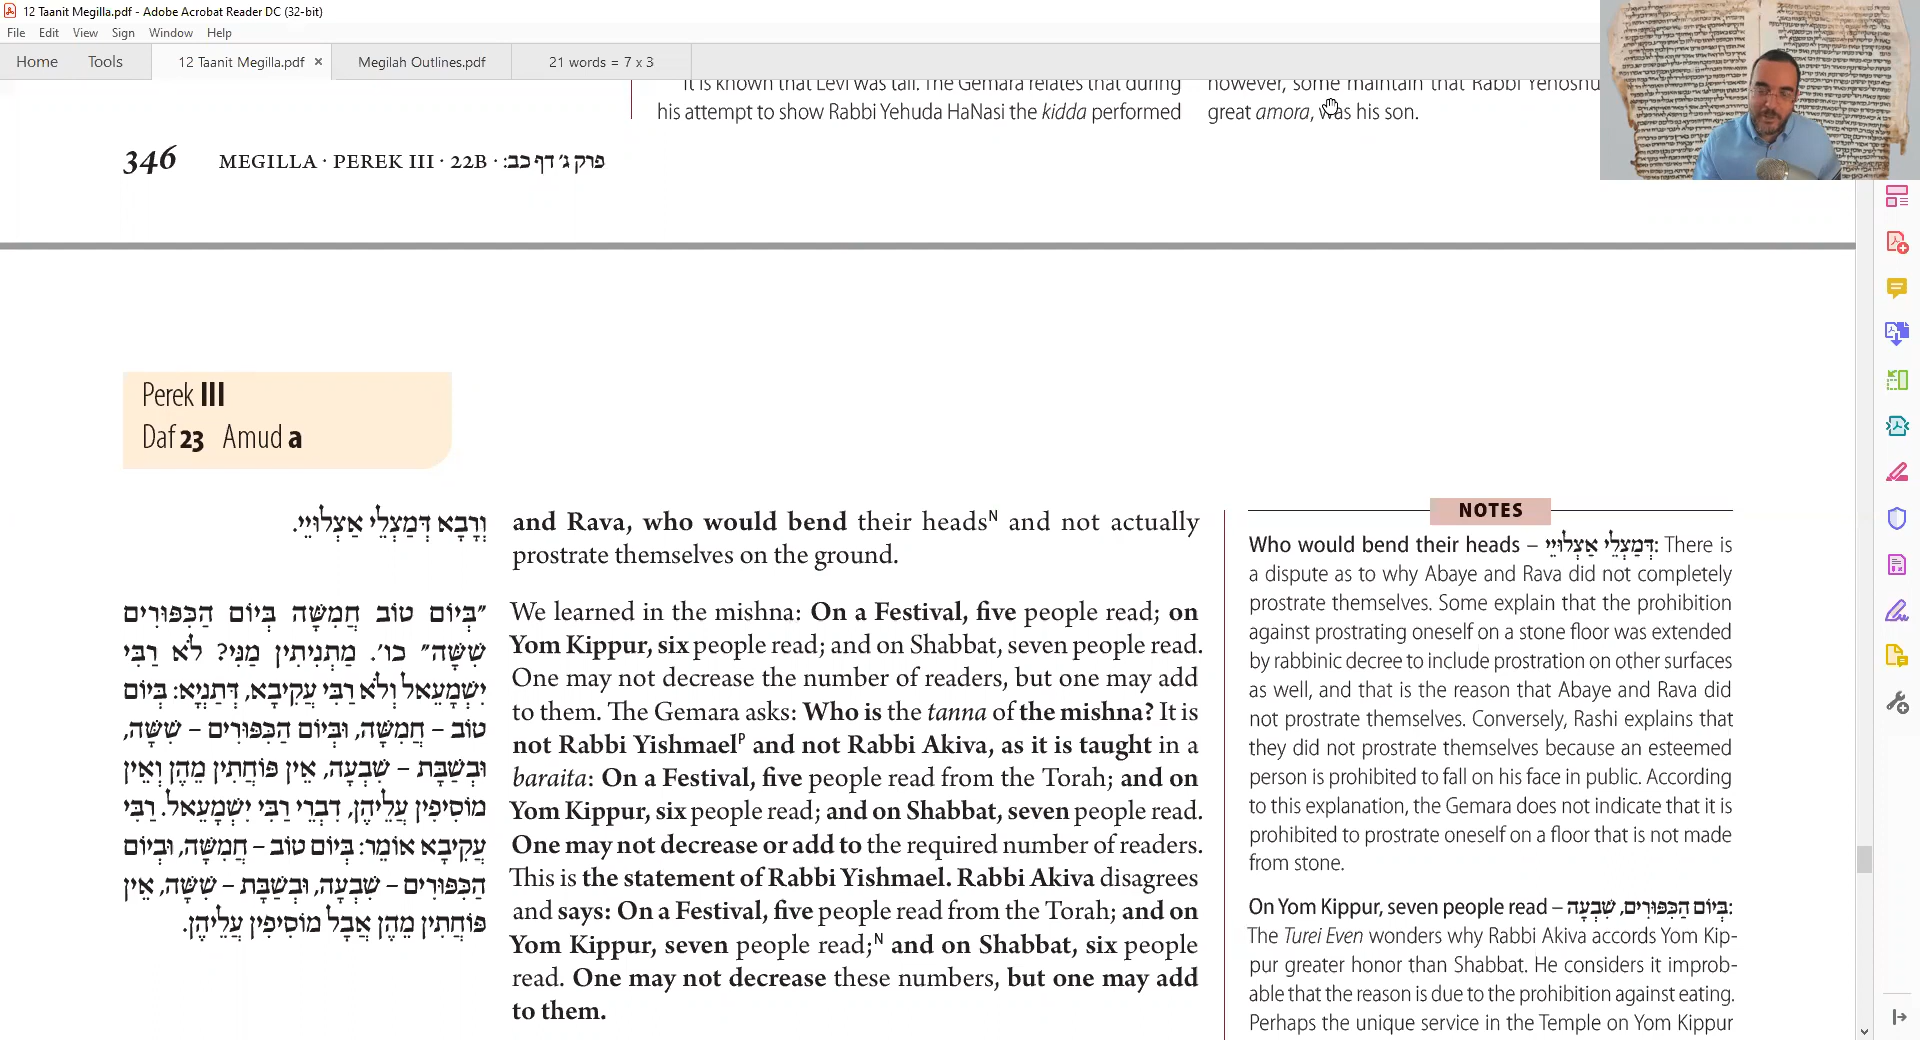 12 Taanit Megilla.pdf - Adobe Acrobat Reader DC (32-bit)
File Edit View Sign Window Help
Home Tools 12 Taanit Megilla.pdf × Megilah Outlines.pdf 21 words = 7 x 3
It is known that Levi was tall. The Gemara relates that during
his attempt to show Rabbi Yehuda HaNasi the kidda performed
however, some maintain that Rabbi Yehoshu
great amora, was his son.
346 MEGILLA · PEREK III · 22B · פרק ג׳ דף כב:
Perek III
Daf 23 Amud a
וְרָבָא דְּמַצְלֵי אַצְלוּיֵי.
״בְּיוֹם טוֹב חֲמִשָּׁה בְּיוֹם הַכִּפּוּרִים
שִׁשָּׁה״ כו׳. מַתְנִיתִין מַנִּי? לֹא רַבִּי
יִשְׁמָעֵאל וְלֹא רַבִּי עֲקִיבָא, דְּתַנְיָא: בְּיוֹם
טוֹב – חֲמִשָּׁה, וּבְיוֹם הַכִּפּוּרִים – שִׁשָּׁה,
וּבְשַׁבָּת – שִׁבְעָה, אֵין פּוֹחֲתִין מֵהֶן וְאֵין
מוֹסִיפִין עֲלֵיהֶן, דִּבְרֵי רַבִּי יִשְׁמָעֵאל. רַבִּי
עֲקִיבָא אוֹמֵר: בְּיוֹם טוֹב – חֲמִשָּׁה, וּבְיוֹם
הַכִּפּוּרִים – שִׁבְעָה, וּבְשַׁבָּת – שִׁשָּׁה, אֵין
פּוֹחֲתִין מֵהֶן אֲבָל מוֹסִיפִין עֲלֵיהֶן.
and Rava, who would bend their headsᴺ and not actually
prostrate themselves on the ground.
We learned in the mishna: On a Festival, five people read; on
Yom Kippur, six people read; and on Shabbat, seven people read.
One may not decrease the number of readers, but one may add
to them. The Gemara asks: Who is the tanna of the mishna? It is
not Rabbi Yishmaelᴾ and not Rabbi Akiva, as it is taught in a
baraita: On a Festival, five people read from the Torah; and on
Yom Kippur, six people read; and on Shabbat, seven people read.
One may not decrease or add to the required number of readers.
This is the statement of Rabbi Yishmael. Rabbi Akiva disagrees
and says: On a Festival, five people read from the Torah; and on
Yom Kippur, seven people read;ᴺ and on Shabbat, six people
read. One may not decrease these numbers, but one may add
to them.
NOTES
Who would bend their heads – דְּמַצְלֵי אַצְלוּיֵי: There is
a dispute as to why Abaye and Rava did not completely
prostrate themselves. Some explain that the prohibition
against prostrating oneself on a stone floor was extended
by rabbinic decree to include prostration on other surfaces
as well, and that is the reason that Abaye and Rava did
not prostrate themselves. Conversely, Rashi explains that
they did not prostrate themselves because an esteemed
person is prohibited to fall on his face in public. According
to this explanation, the Gemara does not indicate that it is
prohibited to prostrate oneself on a floor that is not made
from stone.
On Yom Kippur, seven people read – בְּיוֹם הַכִּפּוּרִים, שִׁבְעָה:
The Turei Even wonders why Rabbi Akiva accords Yom Kip-
pur greater honor than Shabbat. He considers it improb-
able that the reason is due to the prohibition against eating.
Perhaps the unique service in the Temple on Yom Kippur